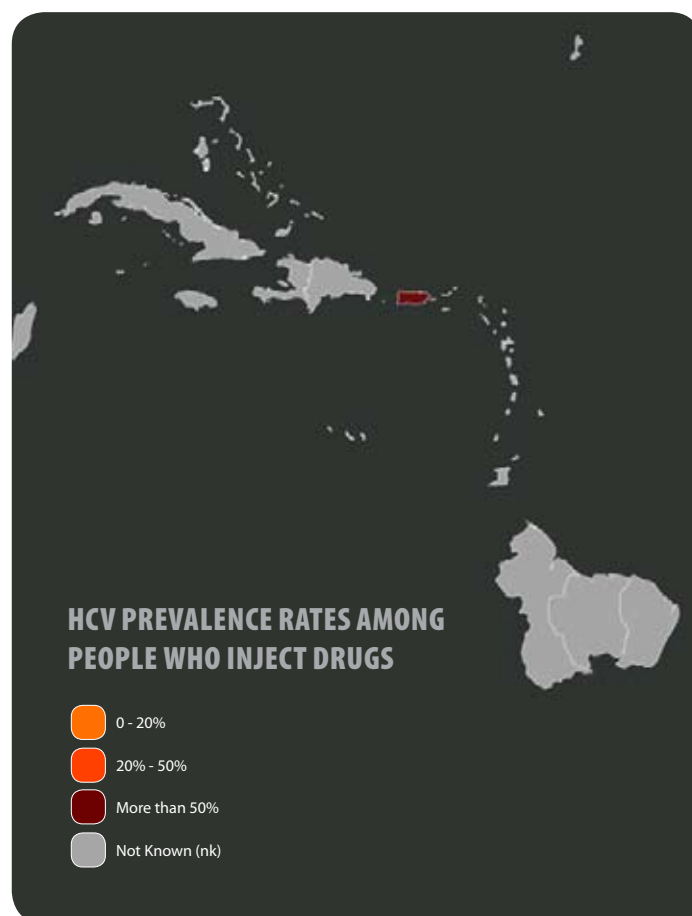 HCV PREVALENCE RATES AMONG
PEOPLE WHO INJECT DRUGS
0 - 20%
20% - 50%
More than 50%
Not Known (nk)